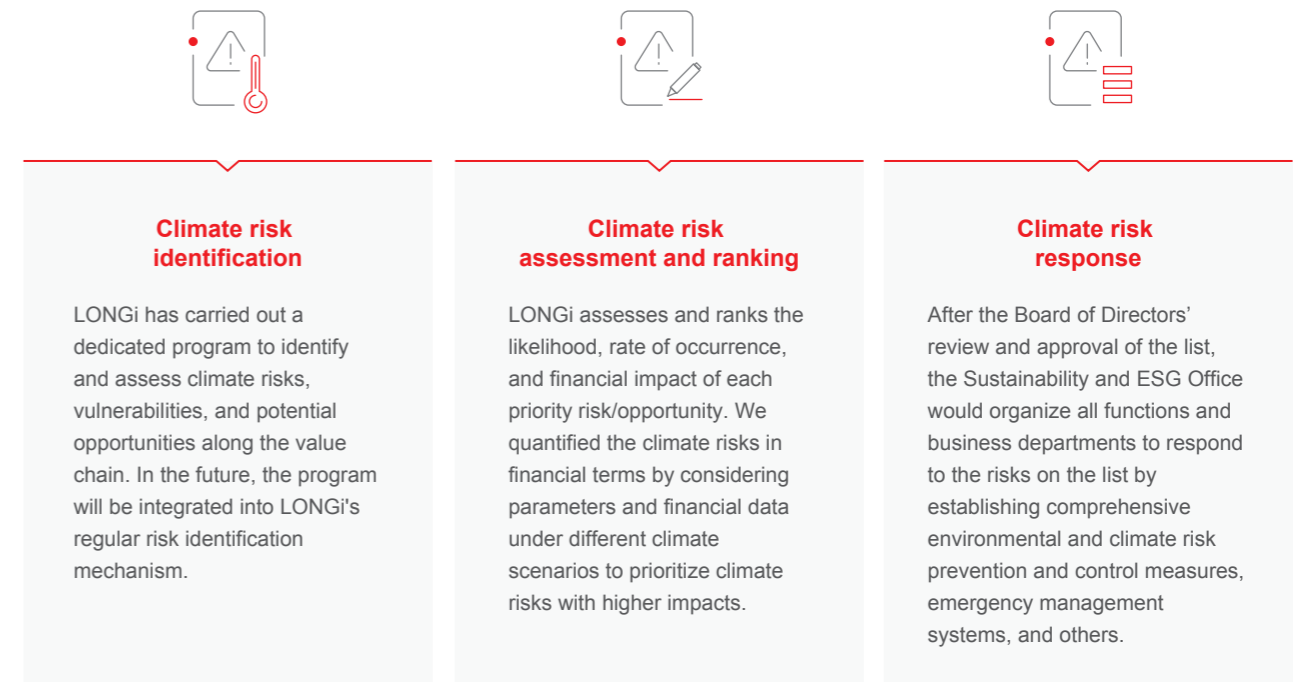 Climate risk
identification
LONGi has carried out a
dedicated program to identify
and assess climate risks,
vulnerabilities, and potential
opportunities along the value
chain. In the future, the program
will be integrated into LONGi's
regular risk identification
mechanism.
Climate risk
assessment and ranking
LONGi assesses and ranks the
likelihood, rate of occurrence,
and financial impact of each
priority risk/opportunity. We
quantified the climate risks in
financial terms by considering
parameters and financial data
under different climate
scenarios to prioritize climate
risks with higher impacts.
Climate risk
response
After the Board of Directors’
review and approval of the list,
the Sustainability and ESG Office
would organize all functions and
business departments to respond
to the risks on the list by
establishing comprehensive
environmental and climate risk
prevention and control measures,
emergency management
systems, and others.